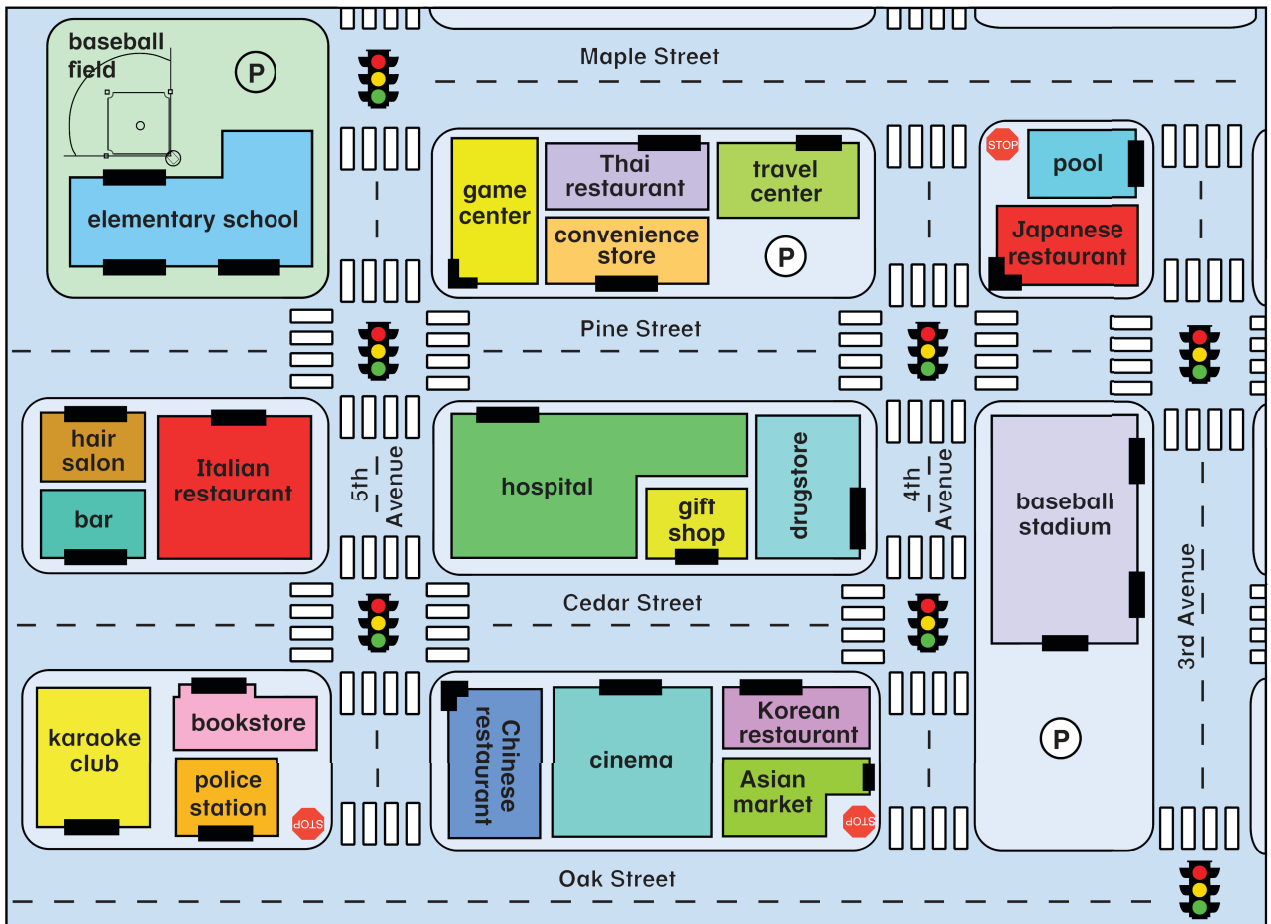 baseball
field
P
Maple Street
elementary school
game
center
Thai
restaurant
travel
center
convenience
store
P
STOP
pool
Japanese
restaurant
Pine Street
hair
salon
bar
Italian
restaurant
5th
Avenue
hospital
gift
shop
drugstore
4th
Avenue
baseball
stadium
3rd Avenue
Cedar Street
karaoke
club
bookstore
police
station
STOP
Chinese
restaurant
cinema
Korean
restaurant
Asian
market
STOP
P
Oak Street